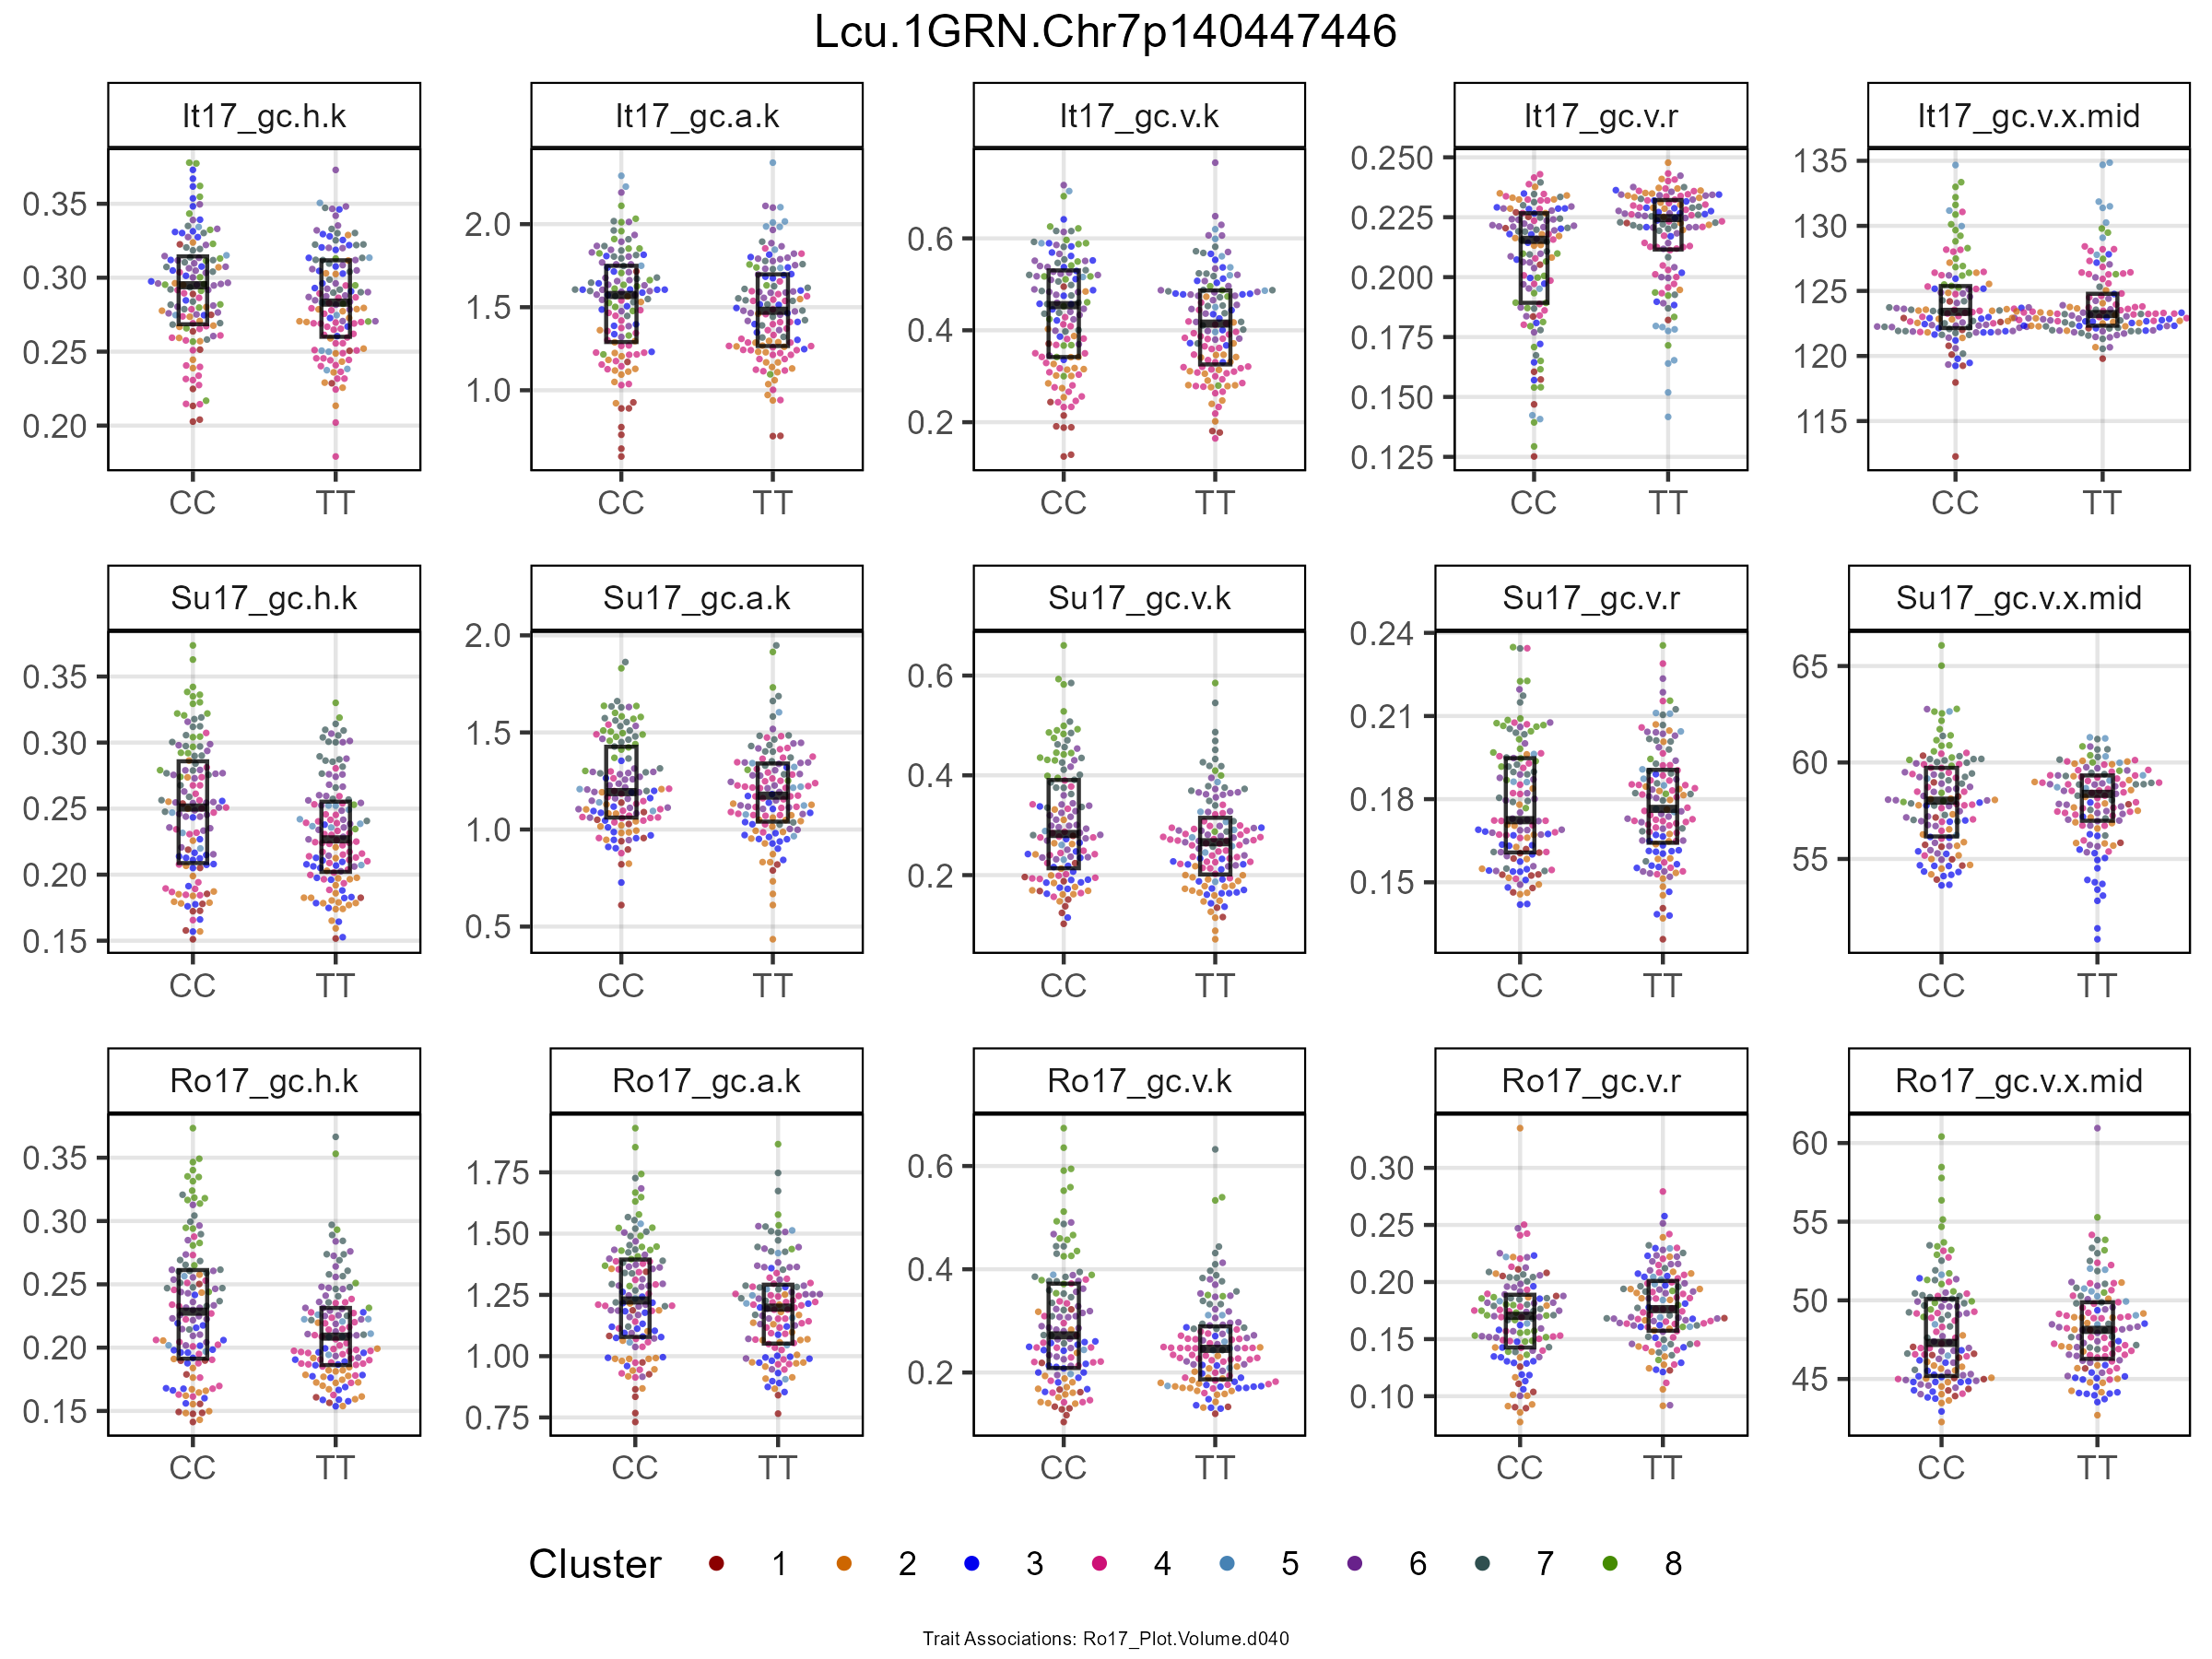 Lcu.1GRN.Chr7p140447446
It17_gc.h.k It17_gc.a.k It17_gc.v.k It17_gc.v.r It17_gc.v.x.mid
0.35 0.30 0.25 0.20
2.0 1.5 1.0
0.6 0.4 0.2
0.250 0.225 0.200 0.175 0.150 0.125
135 130 125 120 115
CC TT CC TT CC TT CC TT CC TT
Su17_gc.h.k Su17_gc.a.k Su17_gc.v.k Su17_gc.v.r Su17_gc.v.x.mid
0.35 0.30 0.25 0.20 0.15
2.0 1.5 1.0 0.5
0.6 0.4 0.2
0.24 0.21 0.18 0.15
65 60 55
CC TT CC TT CC TT CC TT CC TT
Ro17_gc.h.k Ro17_gc.a.k Ro17_gc.v.k Ro17_gc.v.r Ro17_gc.v.x.mid
0.35 0.30 0.25 0.20 0.15
1.75 1.50 1.25 1.00 0.75
0.6 0.4 0.2
0.30 0.25 0.20 0.15 0.10
60 55 50 45
CC TT CC TT CC TT CC TT CC TT
Cluster 1 2 3 4 5 6 7 8
Trait Associations: Ro17_Plot.Volume.d040